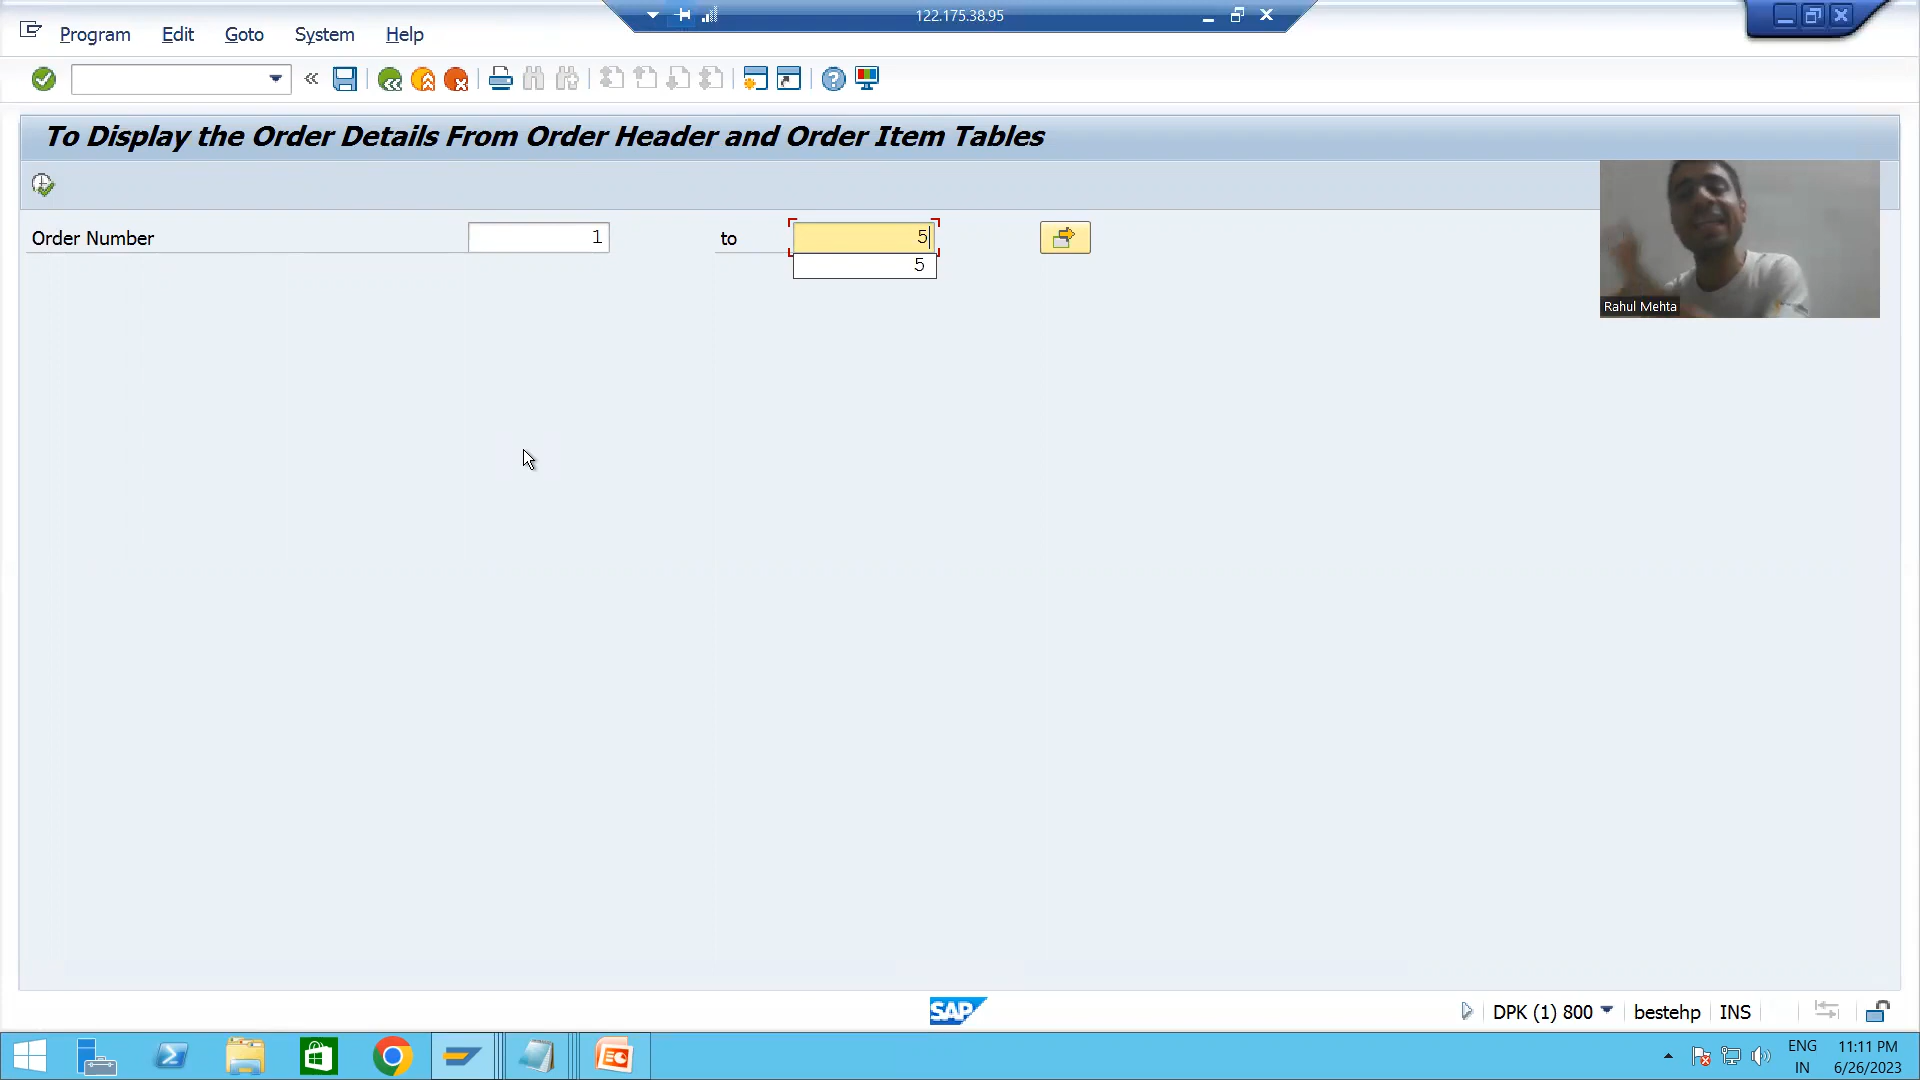 122.175.38.95
Program Edit Goto System Help
To Display the Order Details From Order Header and Order Item Tables
Order Number 1 to 5
5
Rahul Mehta
SAP
DPK (1) 800 bestehp INS
ENG 11:11 PM
IN 6/26/2023